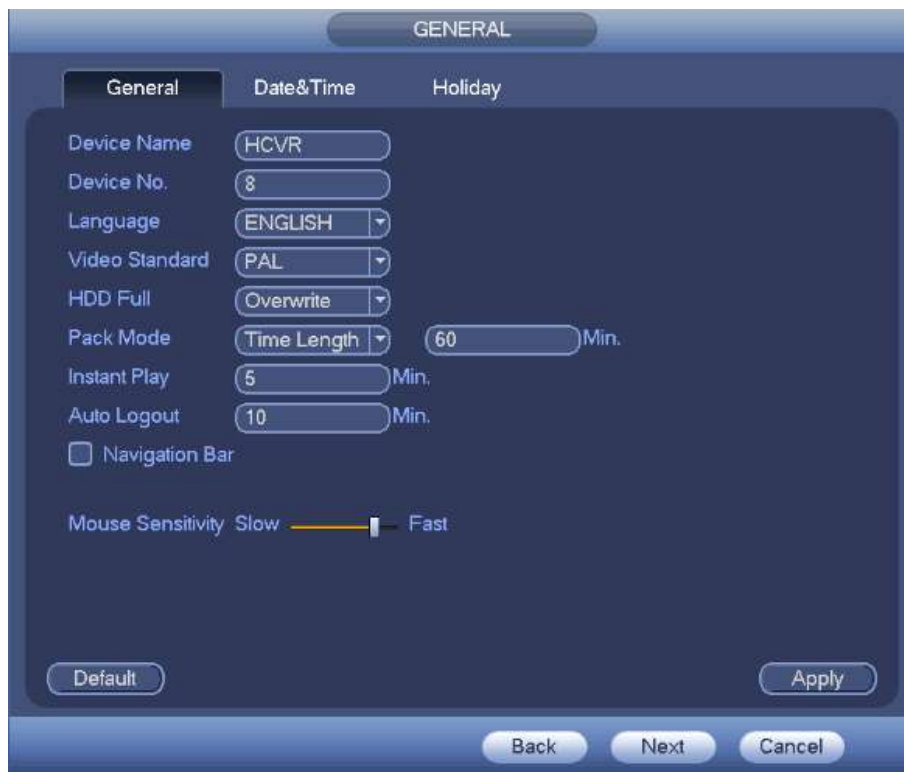 GENERAL
General Date&Time Holiday
Device Name HCVR
Device No. 8
Language ENGLISH
Video Standard PAL
HDD Full Overwrite
Pack Mode Time Length 60 Min.
Instant Play 5 Min.
Auto Logout 10 Min.
Navigation Bar
Mouse Sensitivity Slow Fast
Default Apply
Back Next Cancel